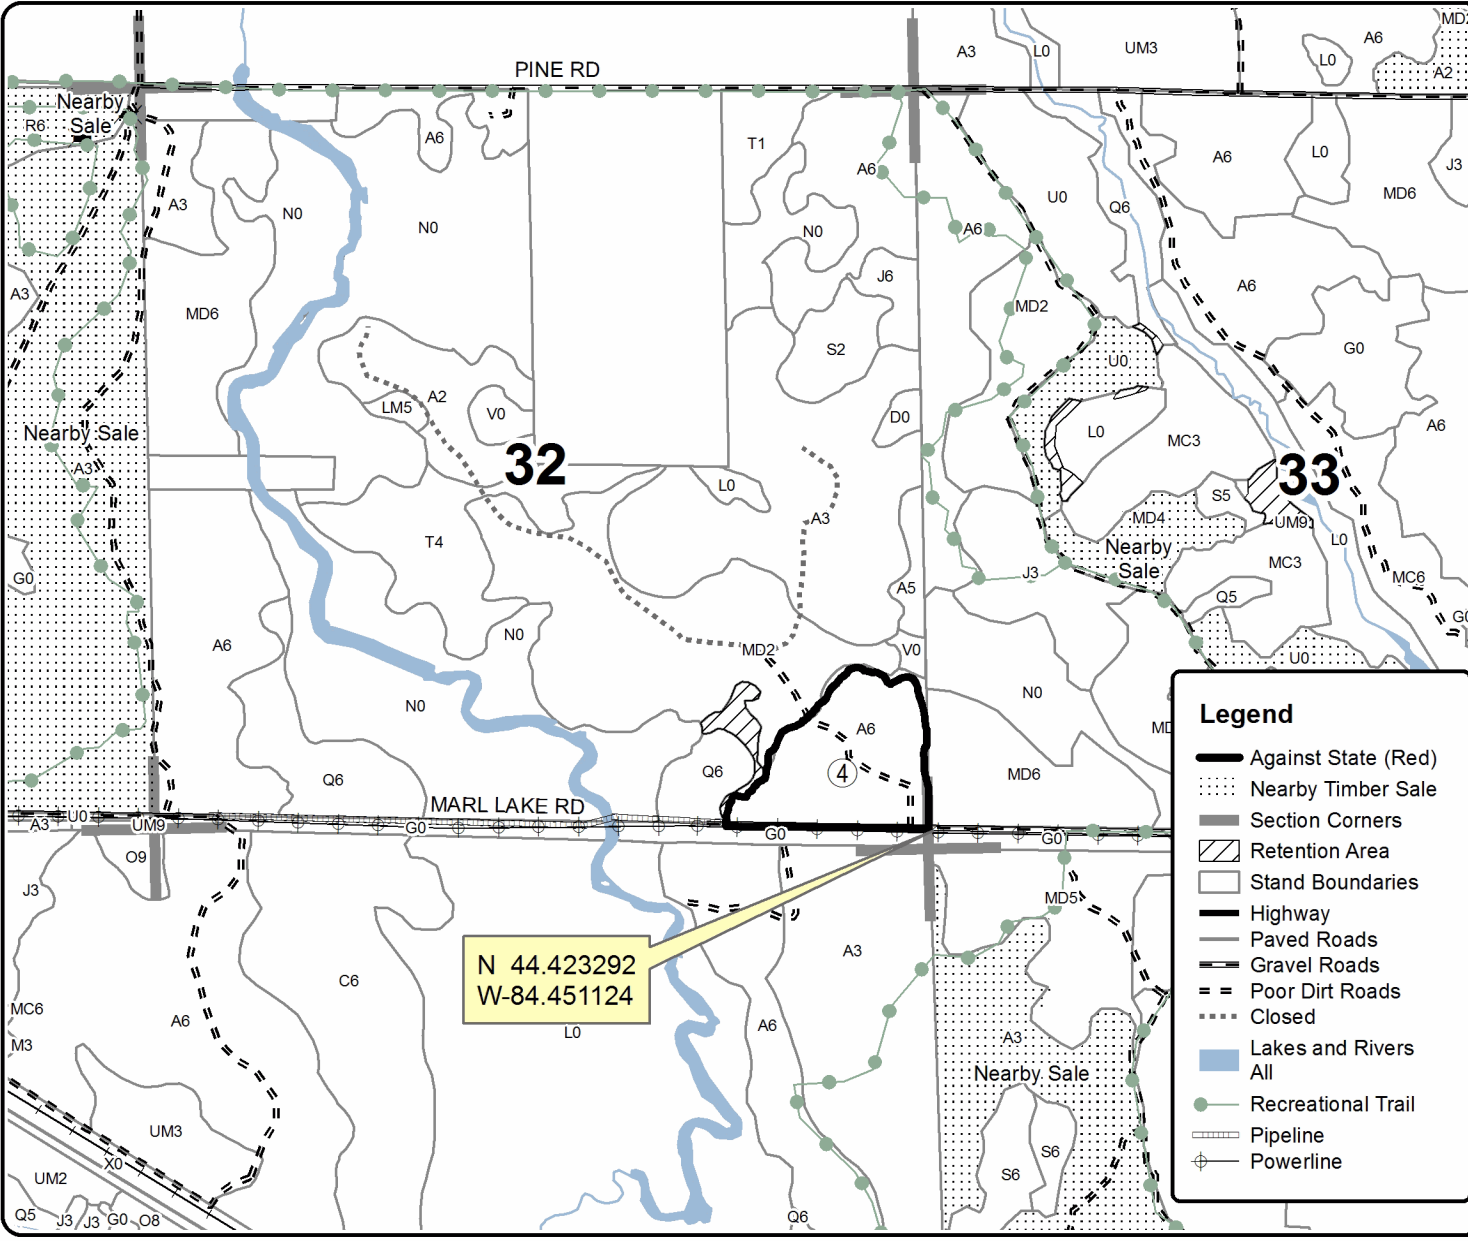 MD2
A3
L0
UM3
A6
L0
A2
PINE RD
Nearby
Sale
R6
A6
T1
A6
A6
L0
J3
A3
N0
N0
U0
Q6
MD6
N0
A6
A3
J6
A6
MD6
MD2
S2
U0
G0
LM5
A2
V0
D0
L0
MC3
A6
Nearby Sale
32
33
A3
L0
S5
A3
MD4
UM9
T4
Nearby
Sale
L0
G0
J3
MC3
MC6
A5
Q5
G0
A6
N0
MD2
V0
U0
N0
N0
MD
A6
Q6
Q6
4
MD6
MARL LAKE RD
A3
U0
UM9
G0
G0
G0
O9
J3
MD5
A3
N 44.423292
W-84.451124
L0
C6
MC6
A6
M3
A6
A3
Nearby Sale
UM3
X0
S6
S6
UM2
Q5
J3
J3
G0
O8
Q6
Legend
Against State (Red)
Nearby Timber Sale
Section Corners
Retention Area
Stand Boundaries
Highway
Paved Roads
Gravel Roads
Poor Dirt Roads
Closed
Lakes and Rivers
All
Recreational Trail
Pipeline
Powerline